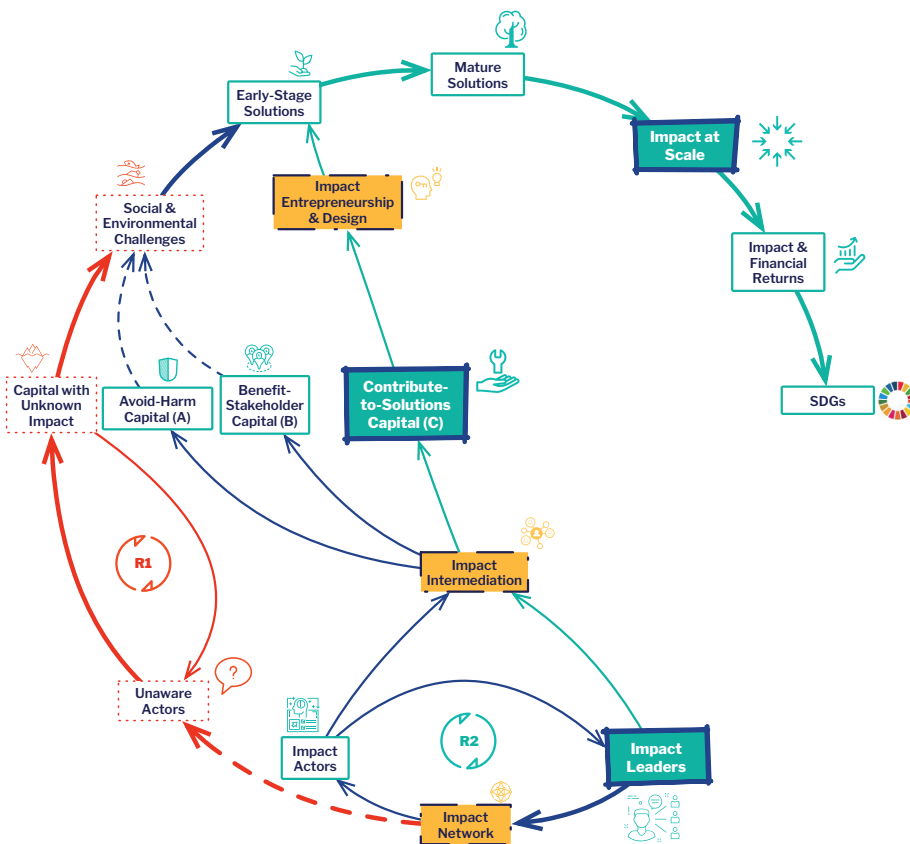 Mature
Solutions
Early-Stage
Solutions
Impact at
Scale
Impact
Entrepreneurship
& Design
Social &
Environmental
Challenges
Impact &
Financial
Returns
Capital with
Unknown
Impact
Avoid-Harm
Capital (A)
Benefit-
Stakeholder
Capital (B)
Contribute-
to-Solutions
Capital (C)
SDGs
R1
Impact
Intermediation
?
Unaware
Actors
R2
Impact
Actors
Impact
Leaders
Impact
Network